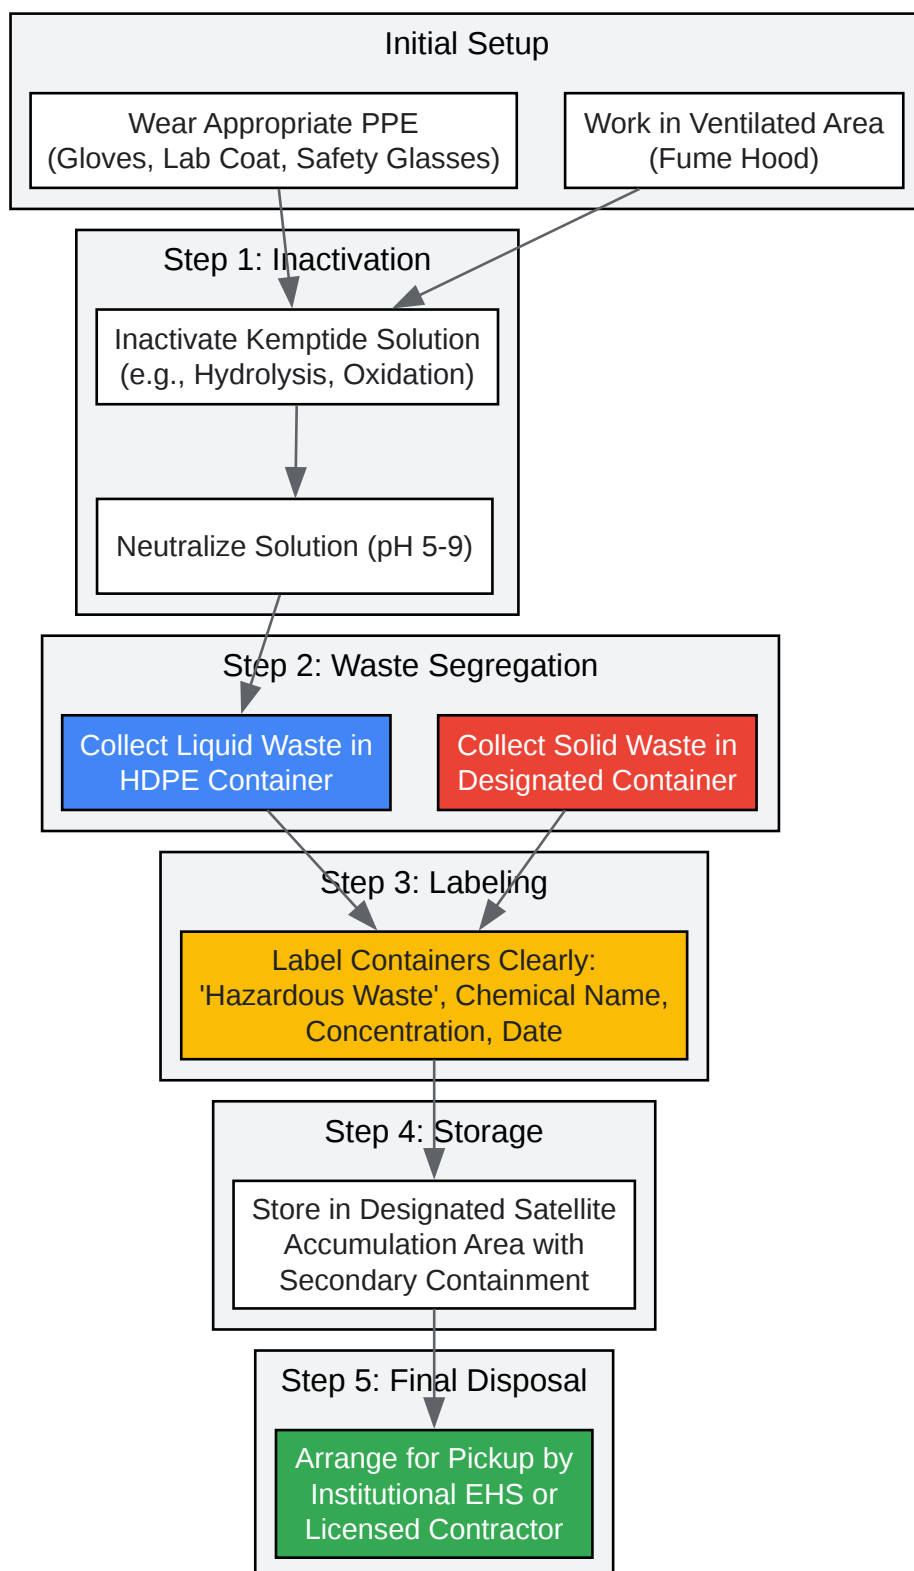 Initial Setup
Wear Appropriate PPE
(Gloves, Lab Coat, Safety Glasses)
Work in Ventilated Area
(Fume Hood)
Step 1: Inactivation
Inactivate Kemptide Solution
(e.g., Hydrolysis, Oxidation)
Neutralize Solution (pH 5-9)
Step 2: Waste Segregation
Collect Liquid Waste in
HDPE Container
Collect Solid Waste in
Designated Container
Step 3: Labeling
Label Containers Clearly:
'Hazardous Waste', Chemical Name,
Concentration, Date
Step 4: Storage
Store in Designated Satellite
Accumulation Area with
Secondary Containment
Step 5: Final Disposal
Arrange for Pickup by
Institutional EHS or
Licensed Contractor